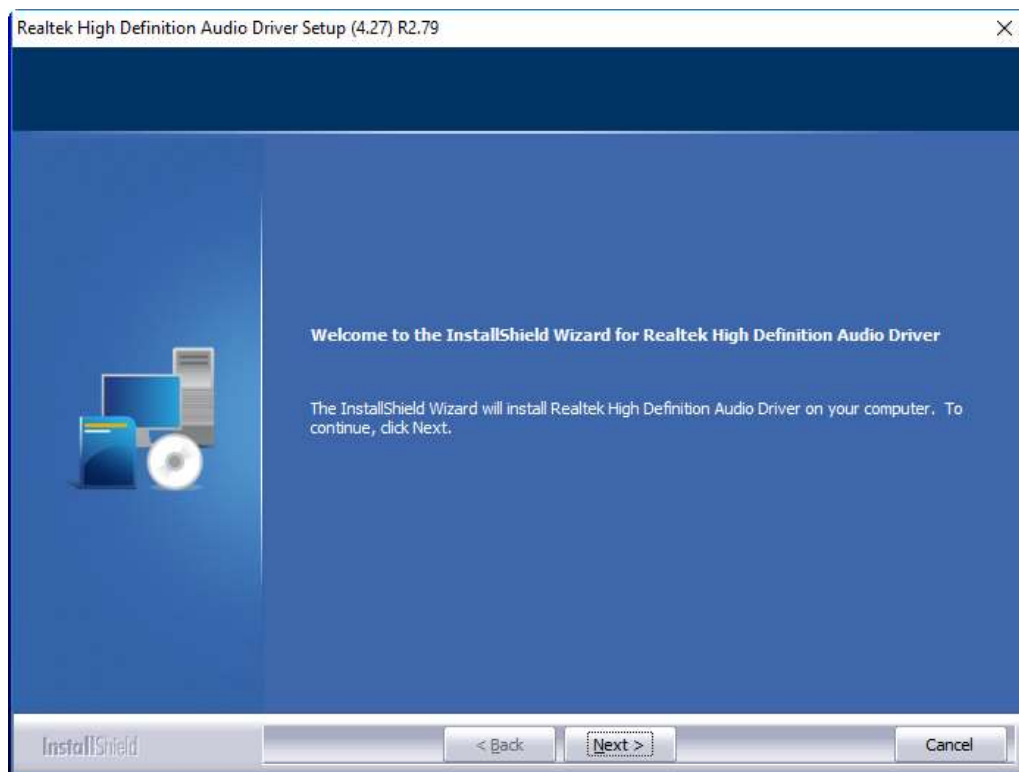 Realtek High Definition Audio Driver Setup (4.27) R2.79
Welcome to the InstallShield Wizard for Realtek High Definition Audio Driver
The InstallShield Wizard will install Realtek High Definition Audio Driver on your computer. To
continue, click Next.
InstallShield
< Back
Next >
Cancel